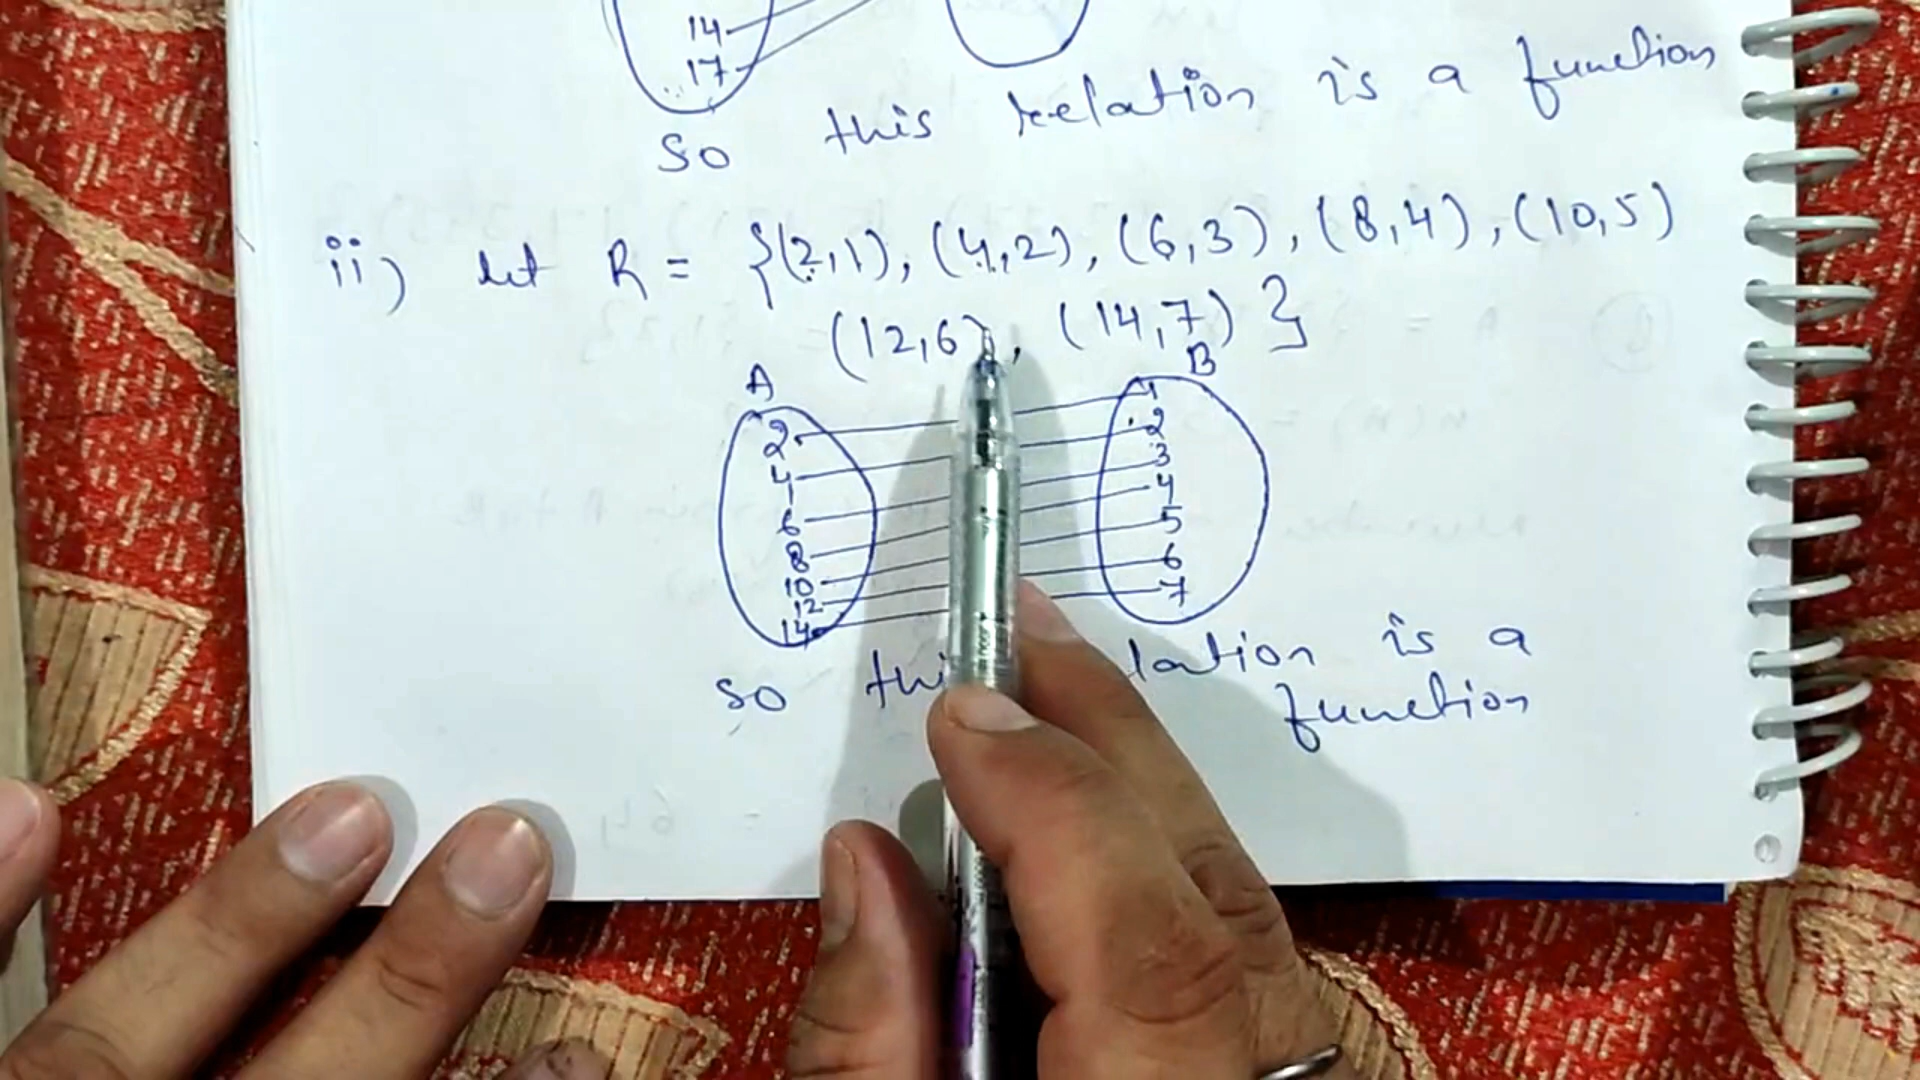 14
17
so this relation is a function
ii) let R = {(2,1), (4,2), (6,3), (8,4), (10,5)
(12,6), (14,7)}
A B
2 1
4 2
6 3
8 4
10 5
12 6
14 7
so lation is a
function